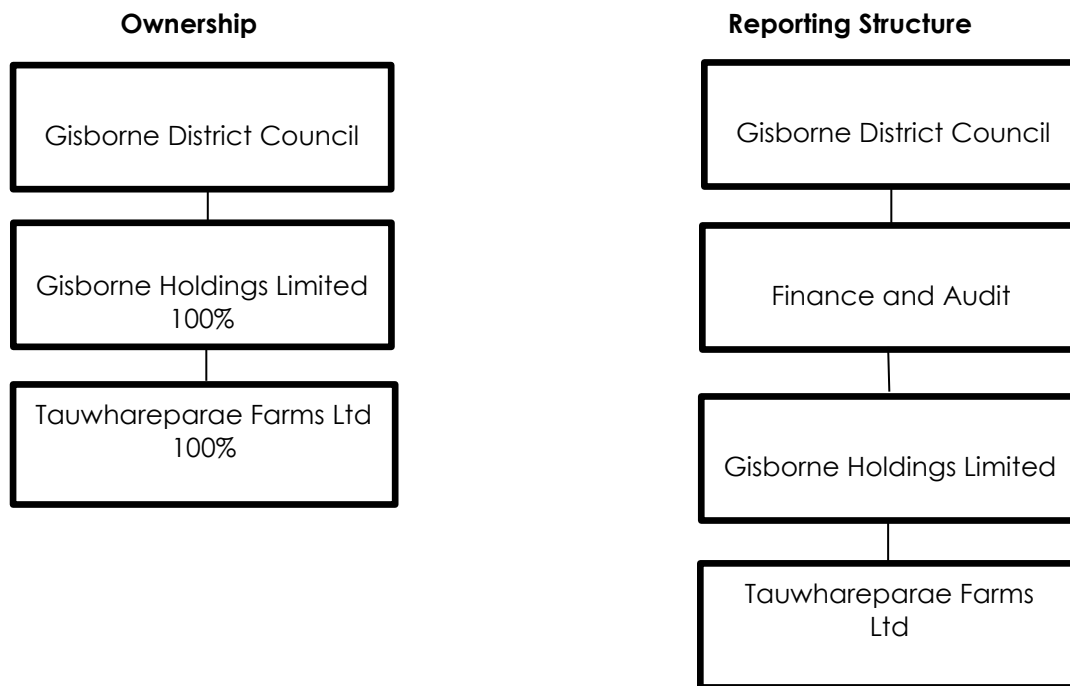 Ownership
Gisborne District Council
Gisborne Holdings Limited
100%
Tauwhareparae Farms Ltd
100%
Reporting Structure
Gisborne District Council
Finance and Audit
Gisborne Holdings Limited
Tauwhareparae Farms
Ltd